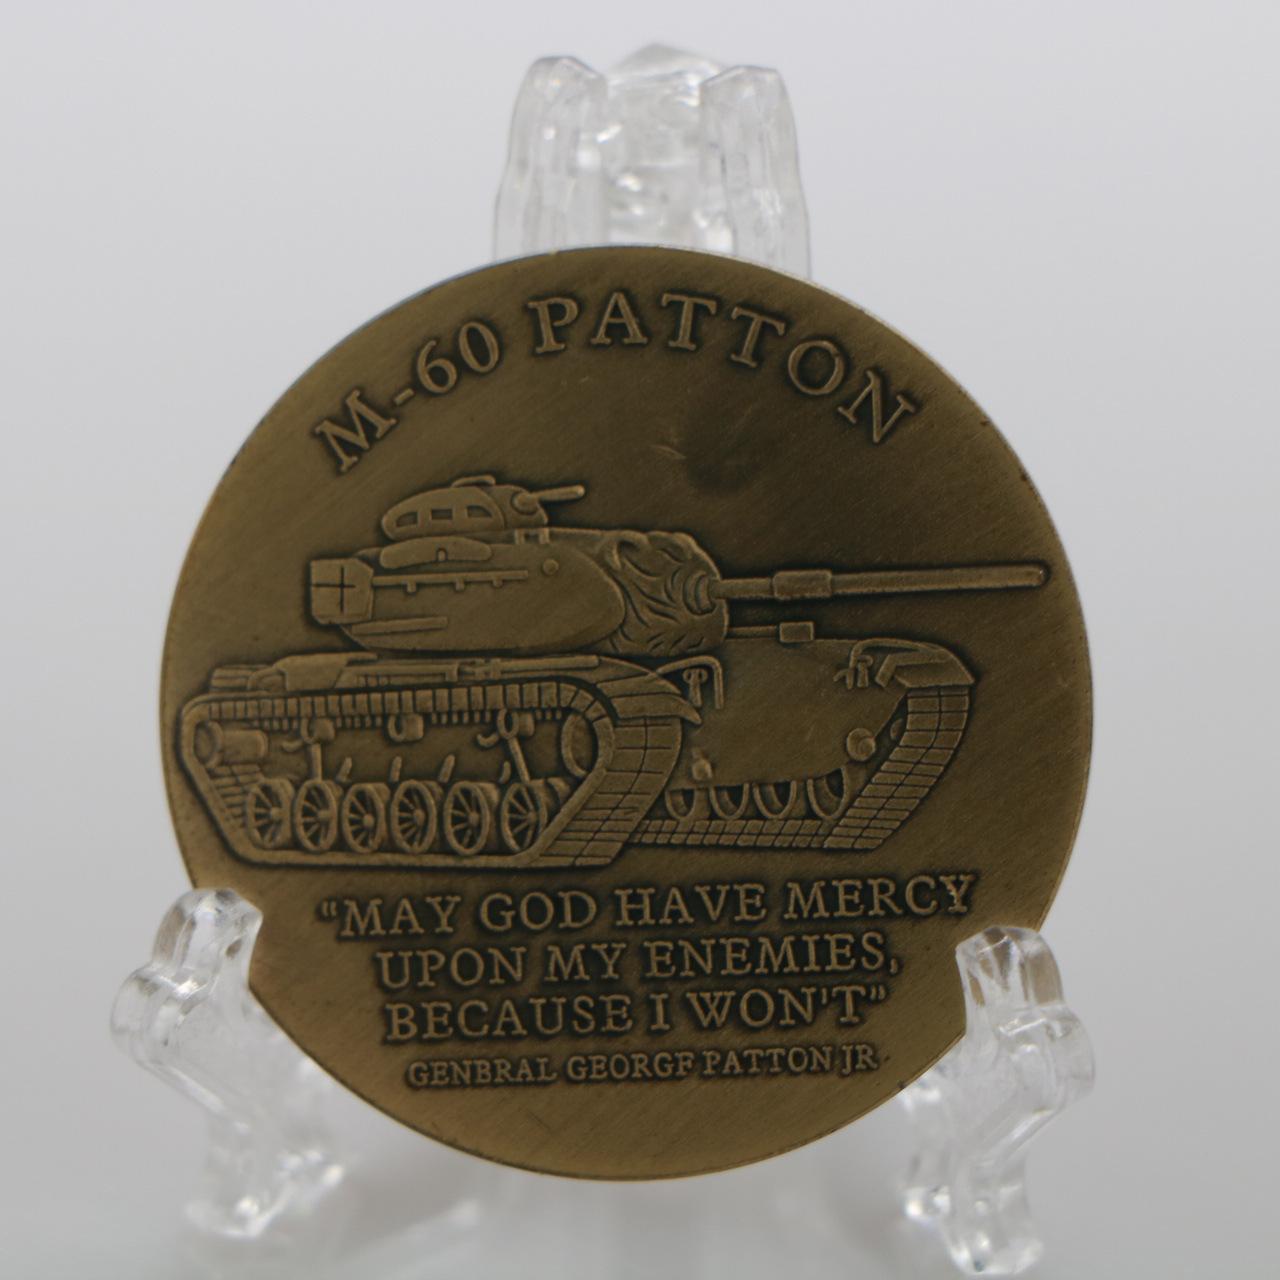 M-60 PATTON
"MAY GOD HAVE MERCY
UPON MY ENEMIES,
BECAUSE I WON'T"
GENBRAL GEORGF PATTON JR